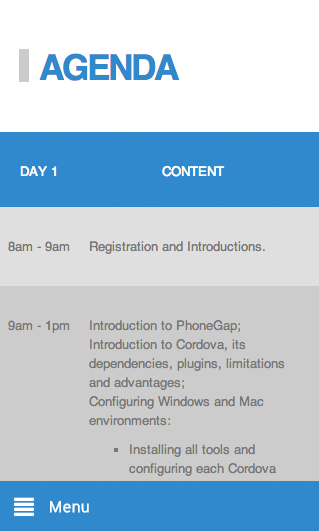 AGENDA
DAY 1 CONTENT
8am - 9am Registration and Introductions.
9am - 1pm Introduction to PhoneGap;
Introduction to Cordova, its
dependencies, plugins, limitations
and advantages;
Configuring Windows and Mac
environments:
Installing all tools and
configuring each Cordova
Menu